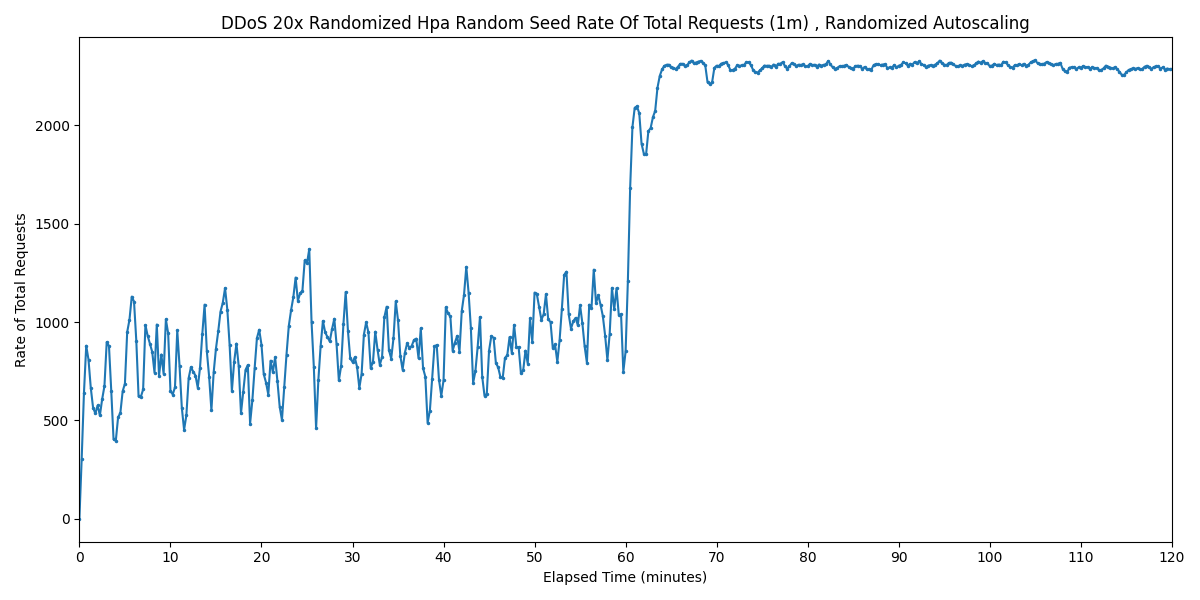 DDoS 20x Randomized Hpa Random Seed Rate Of Total Requests (1m) , Randomized Autoscaling
Rate of Total Requests
2000
1500
1000
500
0
0 10 20 30 40 50 60 70 80 90 100 110 120
Elapsed Time (minutes)